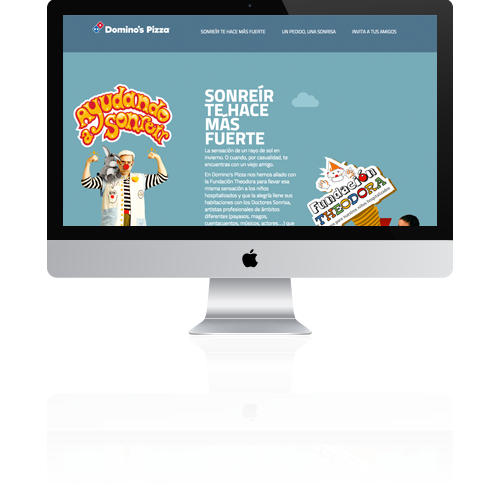 Domino's Pizza
SONREÍR TE HACE MÁS FUERTE
UN PEDIDO, UNA SONRISA
INVITA A TUS AMIGOS
Ayudando
a Sonreír
SONREÍR
TE HACE
MÁS
FUERTE
La sensación de un rayo de sol en
invierno. O cuando, por casualidad, te
encuentras con un viejo amigo.
En Domino's Pizza nos hemos aliado con
la Fundación Theodora para llevar esa
misma sensación a los niños
hospitalizados y que la alegría llene sus
habitaciones con los Doctores Sonrisa,
artistas profesionales de ámbitos
diferentes (payasos, magos,
cuentacuentos, músicos, actores...) que
Fundación
THEODORA
para nuestros niños hospitalizados